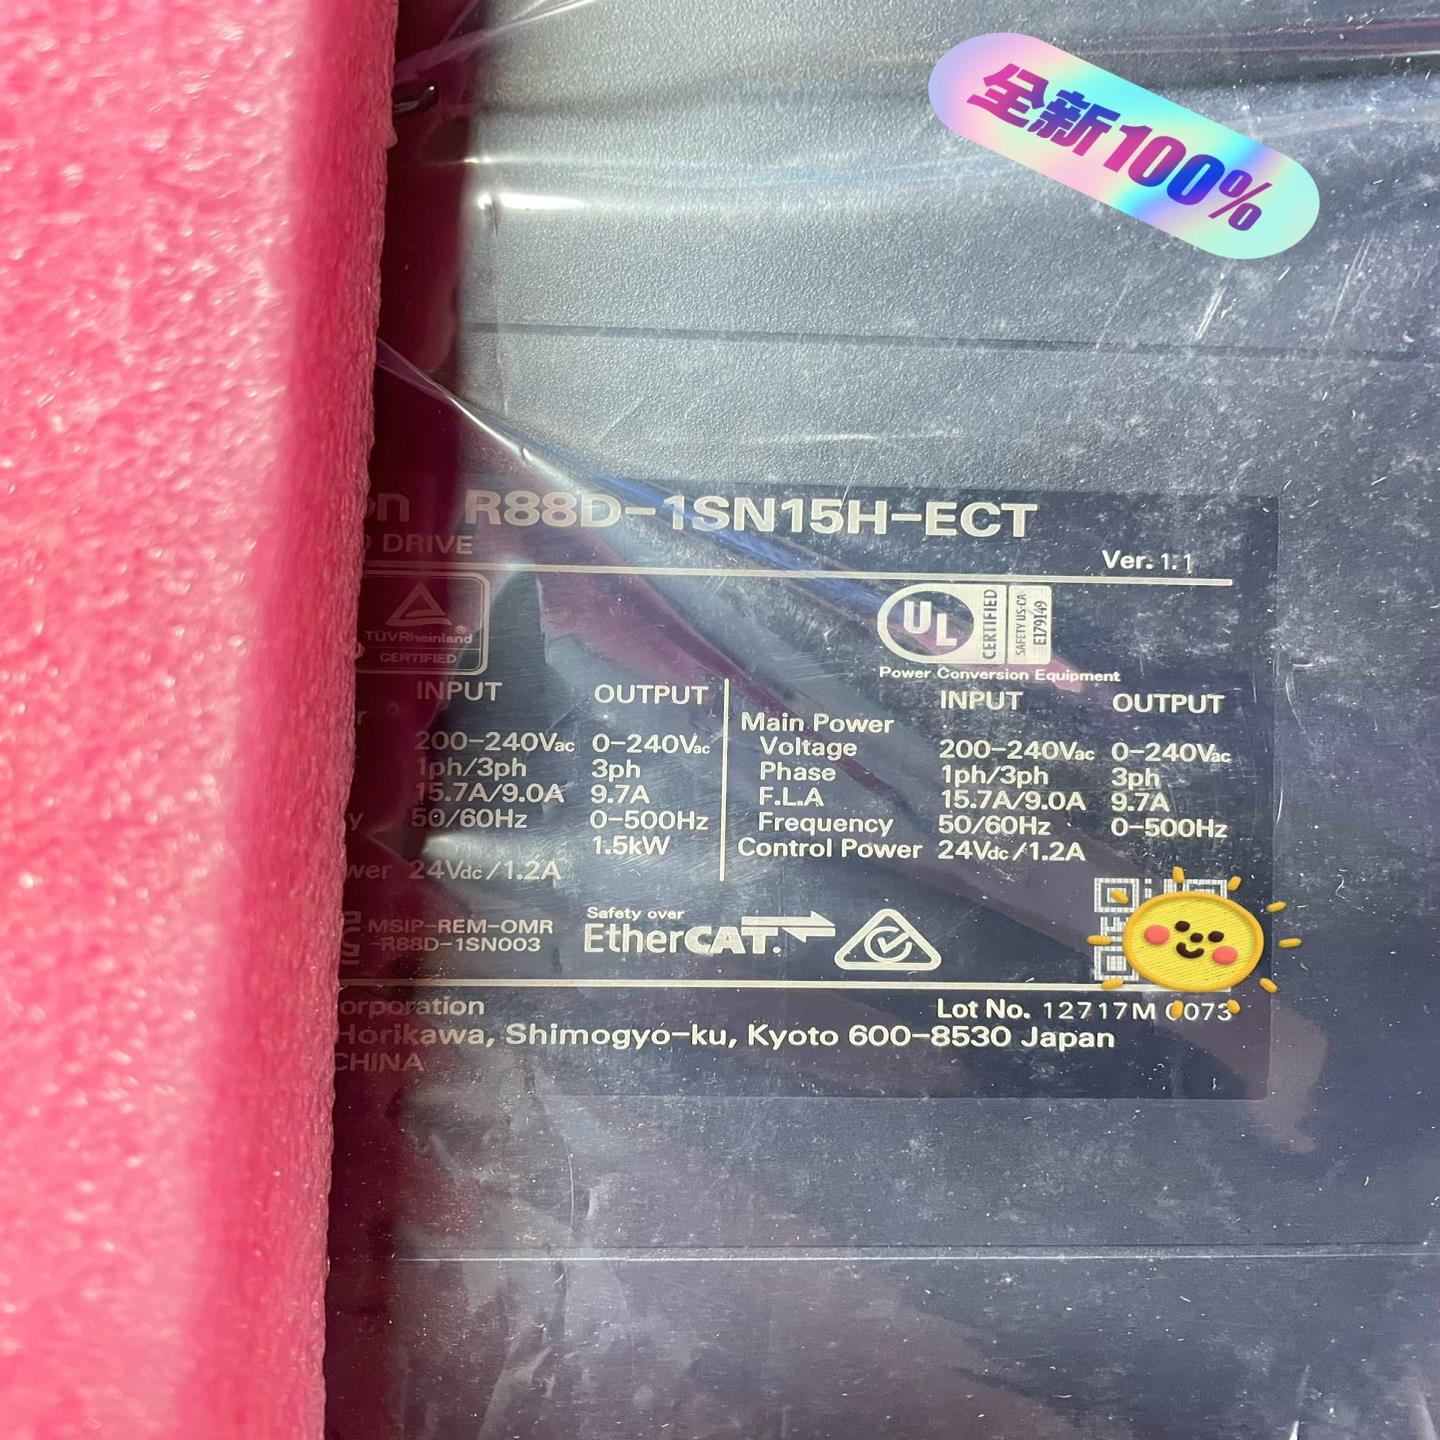 全新100%
R88D-1SN15H-ECT
DRIVE
Ver. 1.1
TÜVRheinland
CERTIFIED
UL CERTIFIED
SAFETY US-CA
E179149
Power Conversion Equipment
INPUT OUTPUT
200-240Vac 0-240Vac
1ph/3ph 3ph
15.7A/9.0A 9.7A
50/60Hz 0-500Hz
1.5kW
24Vdc/1.2A
INPUT OUTPUT
Main Power
Voltage 200-240Vac 0-240Vac
Phase 1ph/3ph 3ph
F.L.A 15.7A/9.0A 9.7A
Frequency 50/60Hz 0-500Hz
Control Power 24Vdc/1.2A
MSIP-REM-OMR
-R88D-1SN003
Safety over
EtherCAT.
orporation
Lot No. 12717M 0073
Horikawa, Shimogyo-ku, Kyoto 600-8530 Japan
CHINA